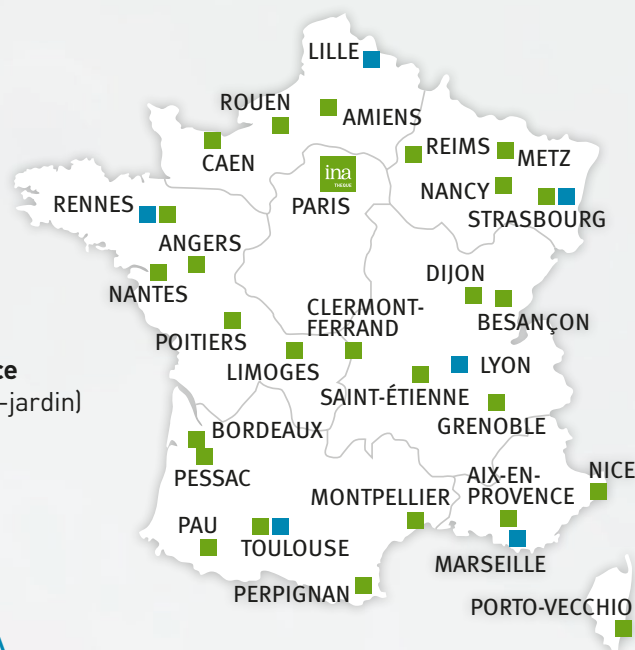 LILLE
ROUEN
AMIENS
CAEN
REIMS
METZ
ina
THEQUE
PARIS
NANCY
RENNES
STRASBOURG
ANGERS
NANTES
DIJON
BESANÇON
CLERMONT-
FERRAND
POITIERS
LIMOGES
LYON
ce
-jardin)
SAINT-ÉTIENNE
GRENOBLE
BORDEAUX
PESSAC
NICE
AIX-EN-
PROVENCE
MONTPELLIER
PAU
TOULOUSE
MARSEILLE
PERPIGNAN
PORTO-VECCHIO